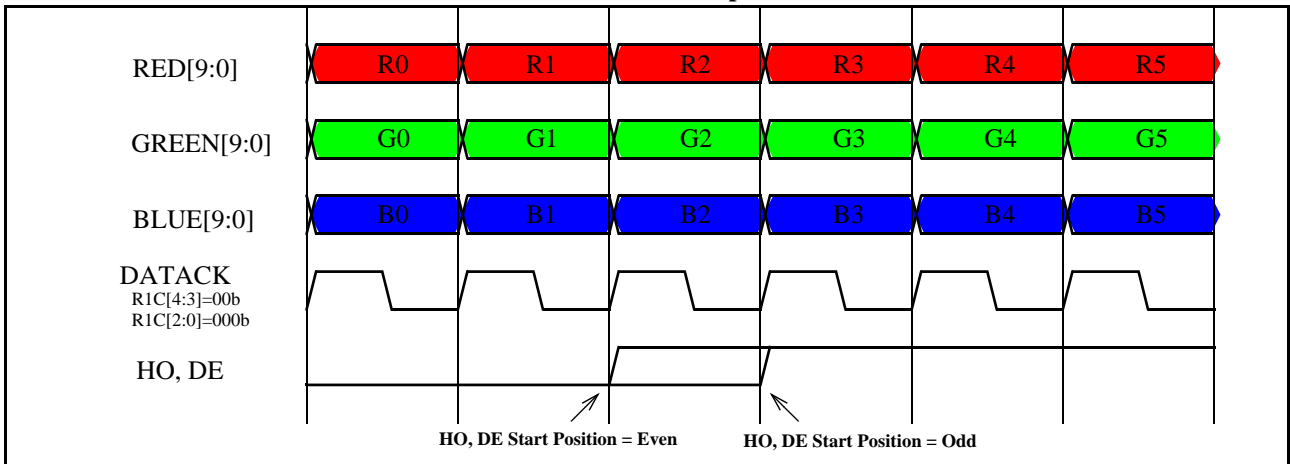 RED[9:0] R0 R1 R2 R3 R4 R5
GREEN[9:0] G0 G1 G2 G3 G4 G5
BLUE[9:0] B0 B1 B2 B3 B4 B5
DATACK
R1C[4:3]=00b
R1C[2:0]=000b
HO, DE
HO, DE Start Position = Even HO, DE Start Position = Odd